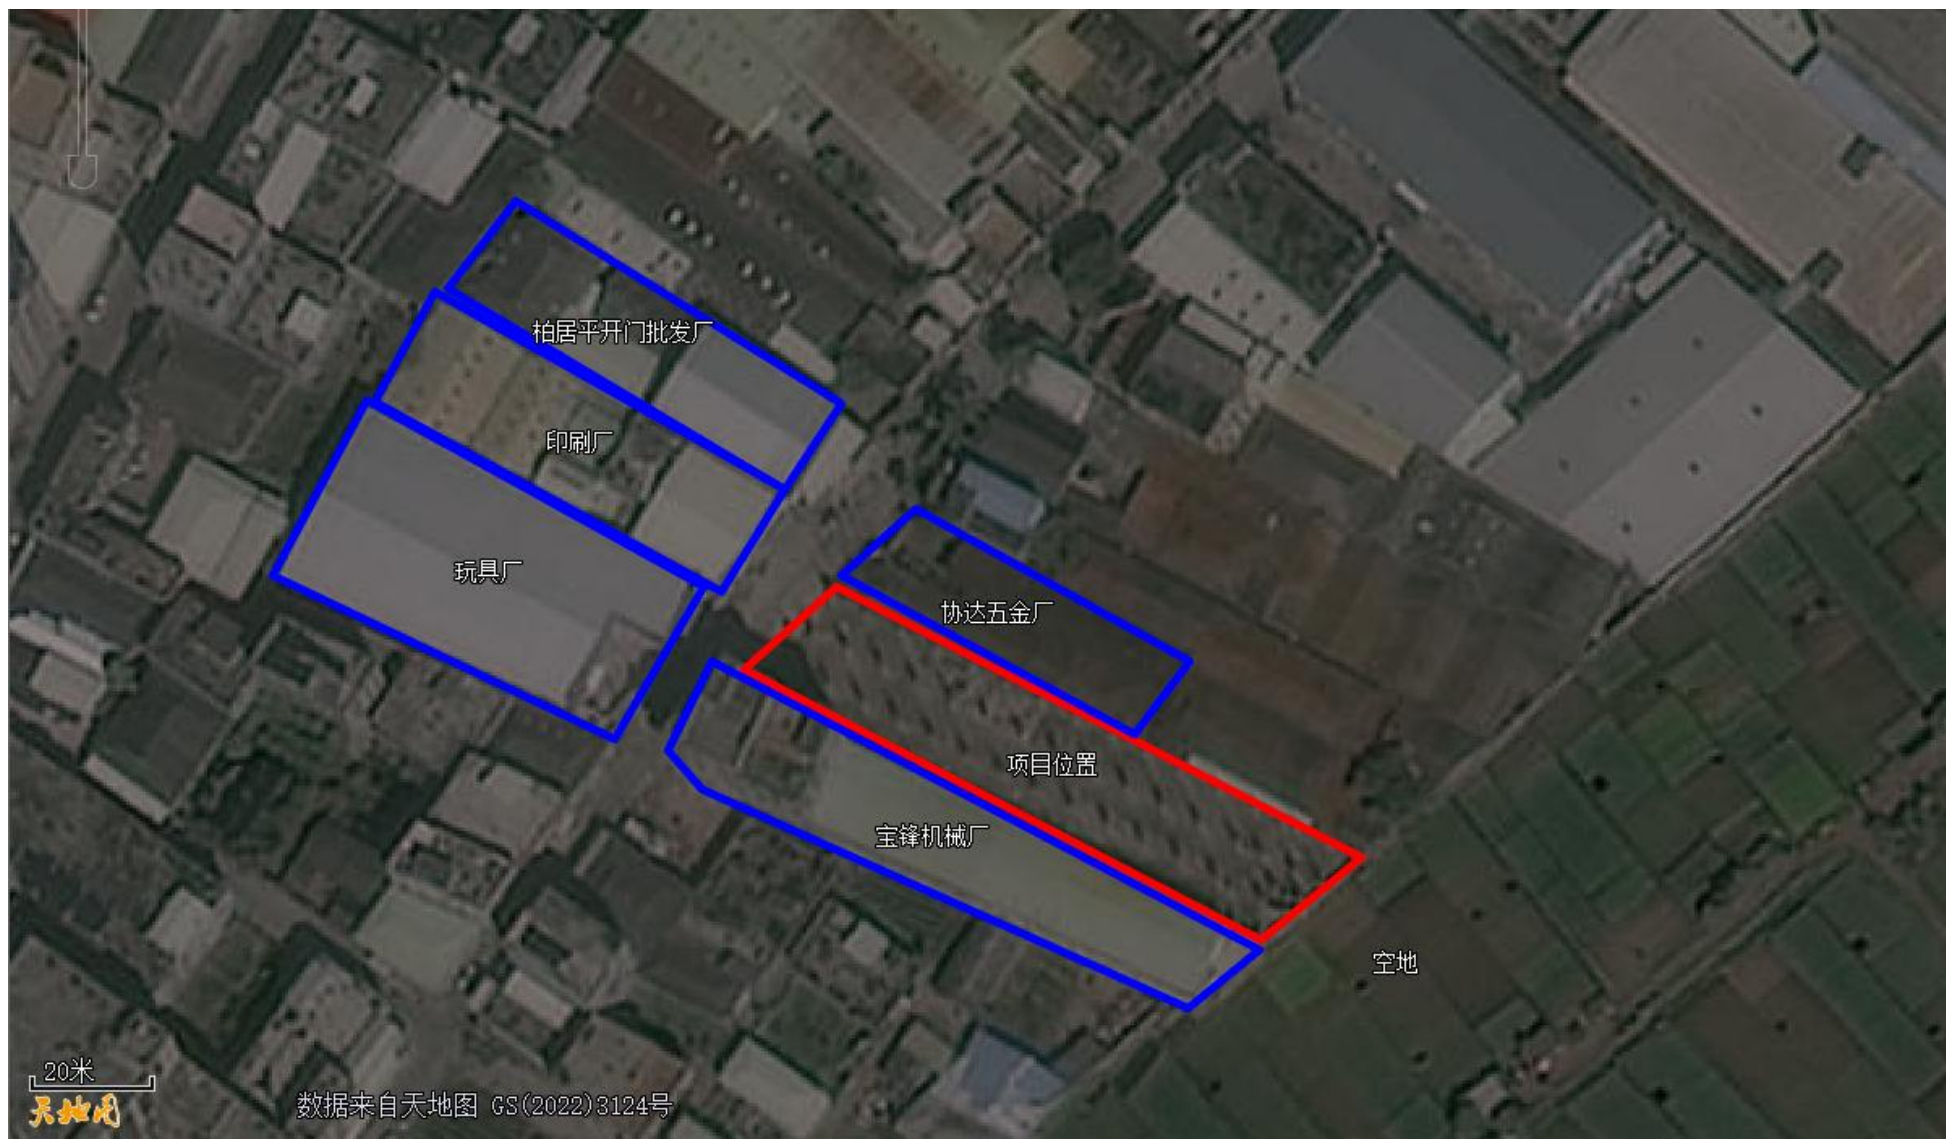 柏居平开门批发厂
印刷厂
玩具厂
协达五金厂
项目位置
宝锋机械厂
空地
20米
天地图
数据来自天地图 GS(2022)3124号